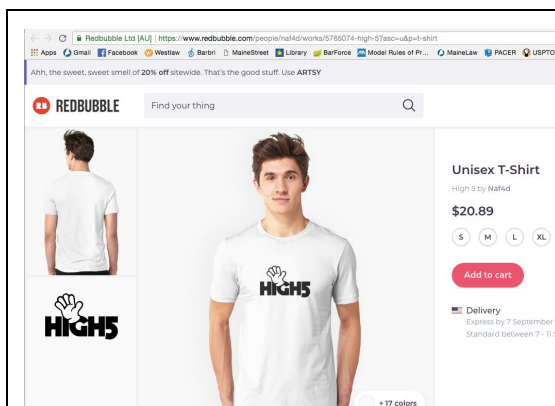 Redbubble Ltd [AU] | https://www.redbubble.com/people/naf4d/works/5765074-high-5?asc=u&p=t-shirt
Apps Gmail Facebook Westlaw Barbri MaineStreet Library BarForce Model Rules of Pr... MaineLaw PACER USPTO
Ahh, the sweet, sweet smell of 20% off sitewide. That's the good stuff. Use ARTSY
REDBUBBLE
Find your thing
Unisex T-Shirt
High 5 by Naf4d
$20.89
S M L XL
Add to cart
Delivery
Express by 7 September
Standard between 7 - 11 S
HIGH5
HIGH5
+ 17 colors